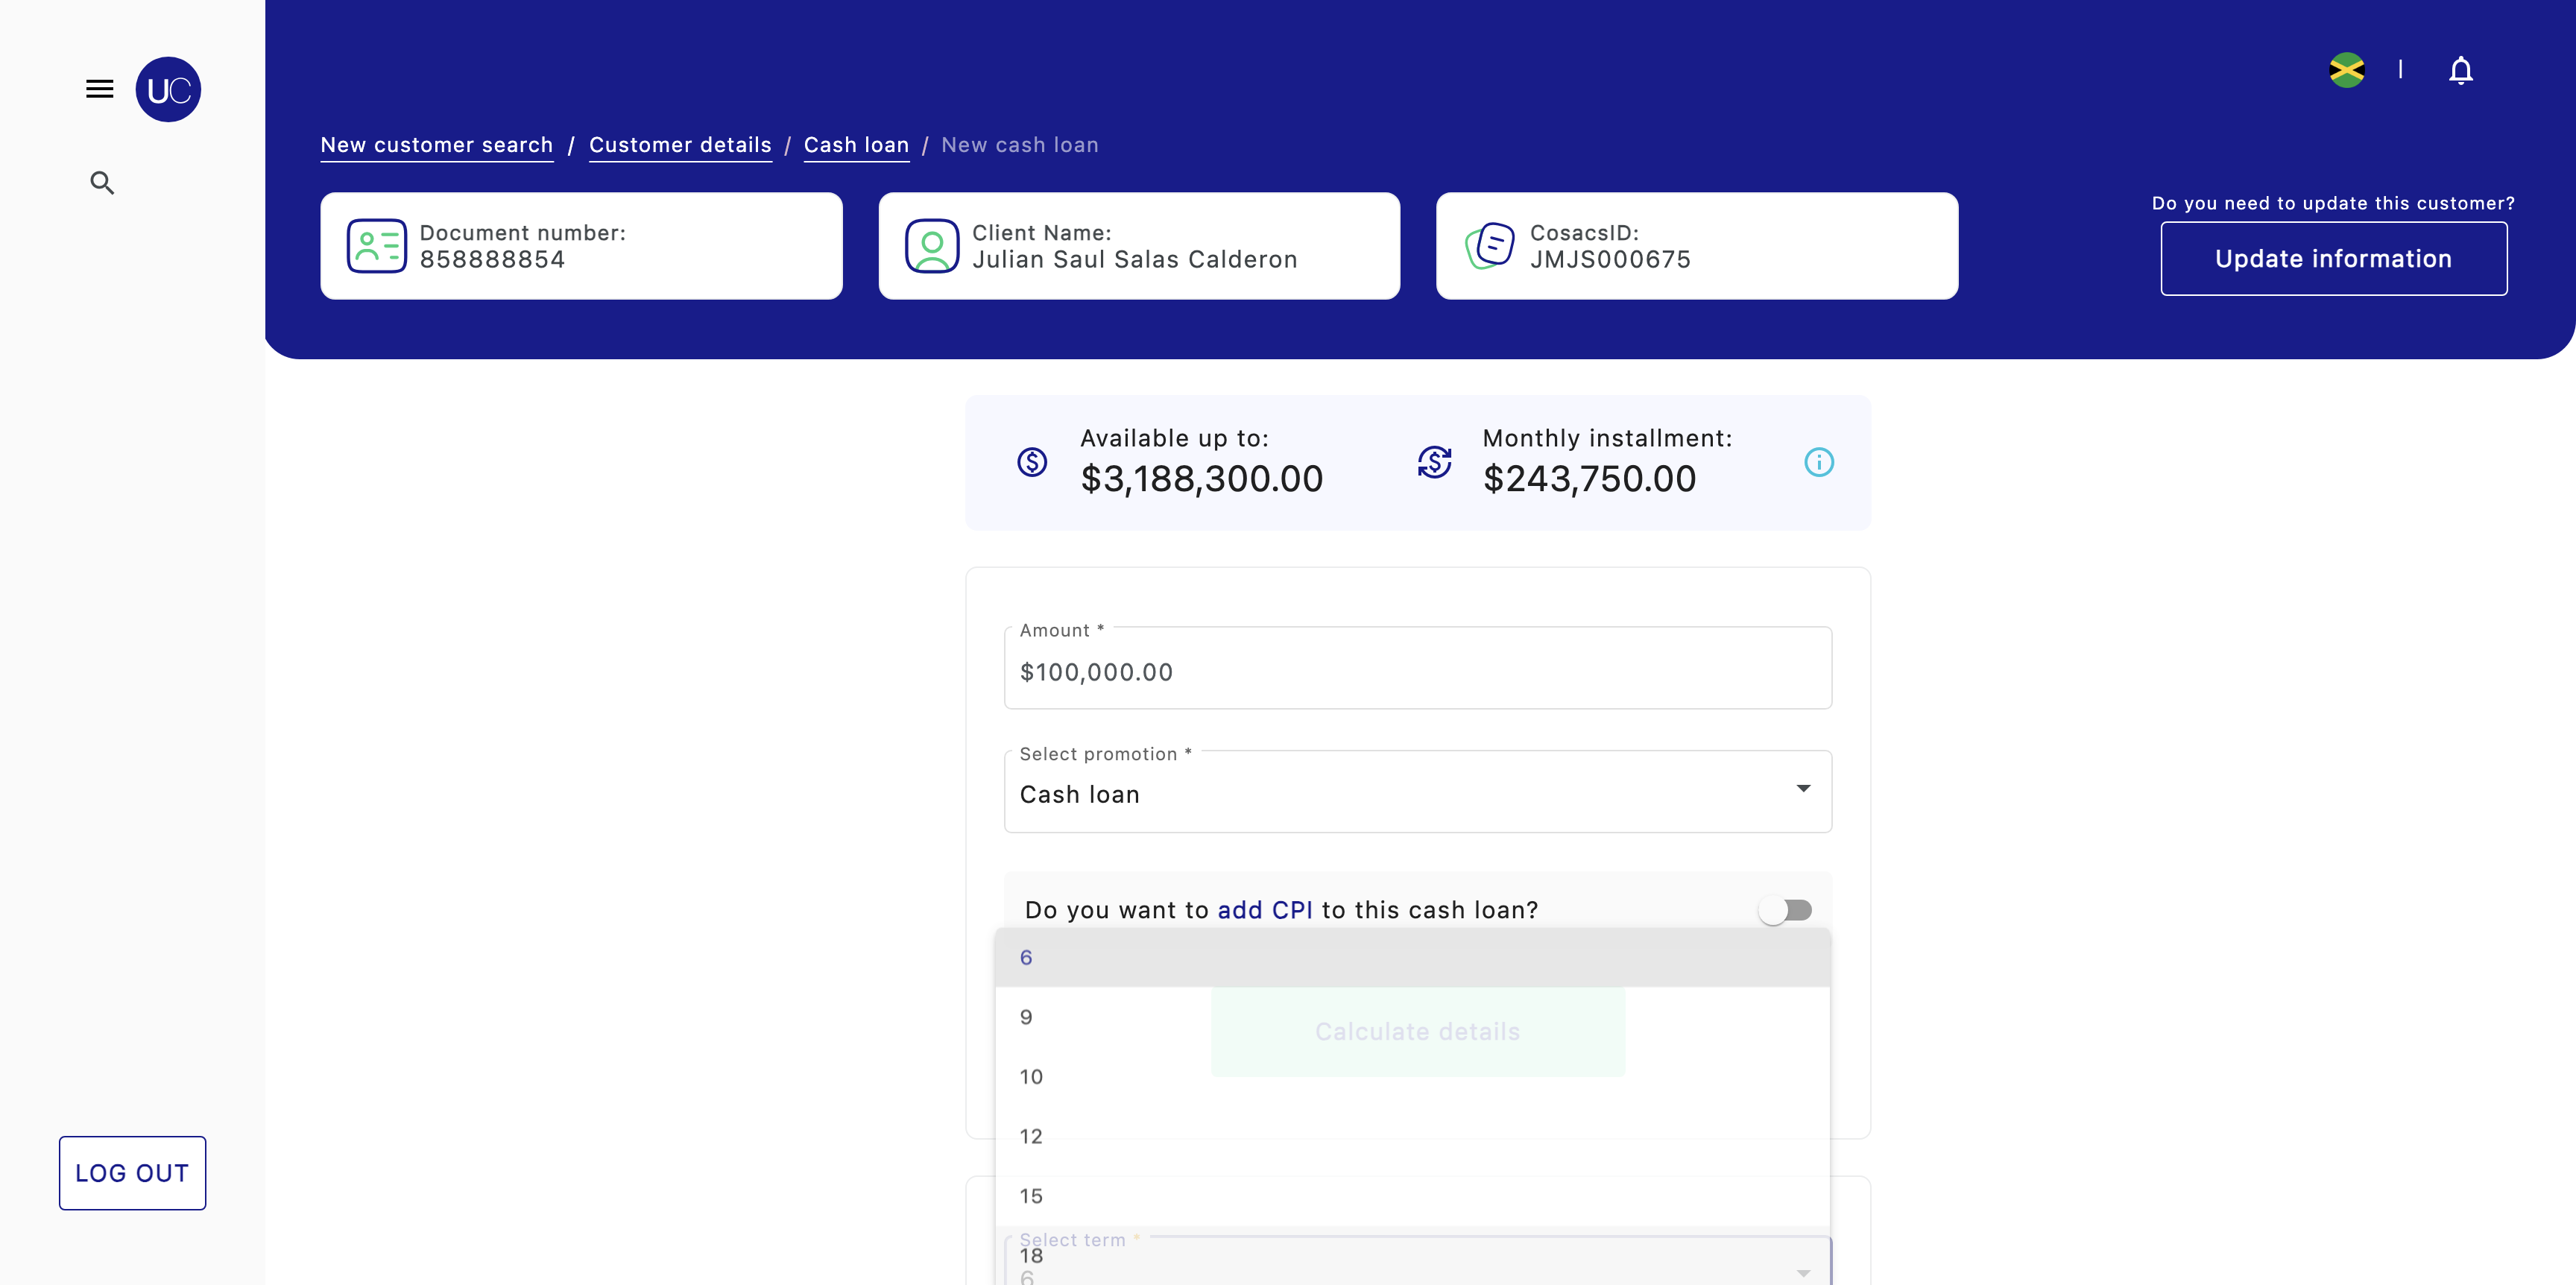 UC
New customer search / Customer details / Cash loan / New cash loan
Document number:
858888854
Client Name:
Julian Saul Salas Calderon
CosacsID:
JMJS000675
Do you need to update this customer?
Update information
Available up to:
$3,188,300.00
Monthly installment:
$243,750.00
Amount *
$100,000.00
Select promotion *
Cash loan
Do you want to add CPI to this cash loan?
6
9
Calculate details
10
12
15
Select term *
18
6
LOG OUT